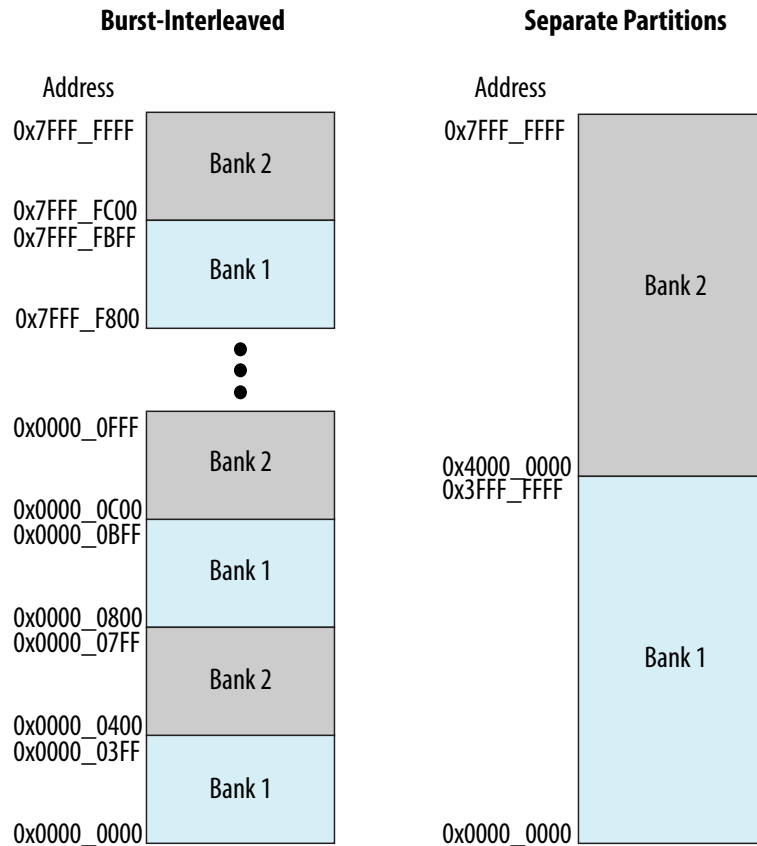 Burst-Interleaved
Address
0x7FFF_FFFF
Bank 2
0x7FFF_FC00
0x7FFF_FBFF
Bank 1
0x7FFF_F800
0x0000_0FFF
Bank 2
0x0000_0C00
0x0000_0BFF
Bank 1
0x0000_0800
0x0000_07FF
Bank 2
0x0000_0400
0x0000_03FF
Bank 1
0x0000_0000
Separate Partitions
Address
0x7FFF_FFFF
Bank 2
0x4000_0000
0x3FFF_FFFF
Bank 1
0x0000_0000